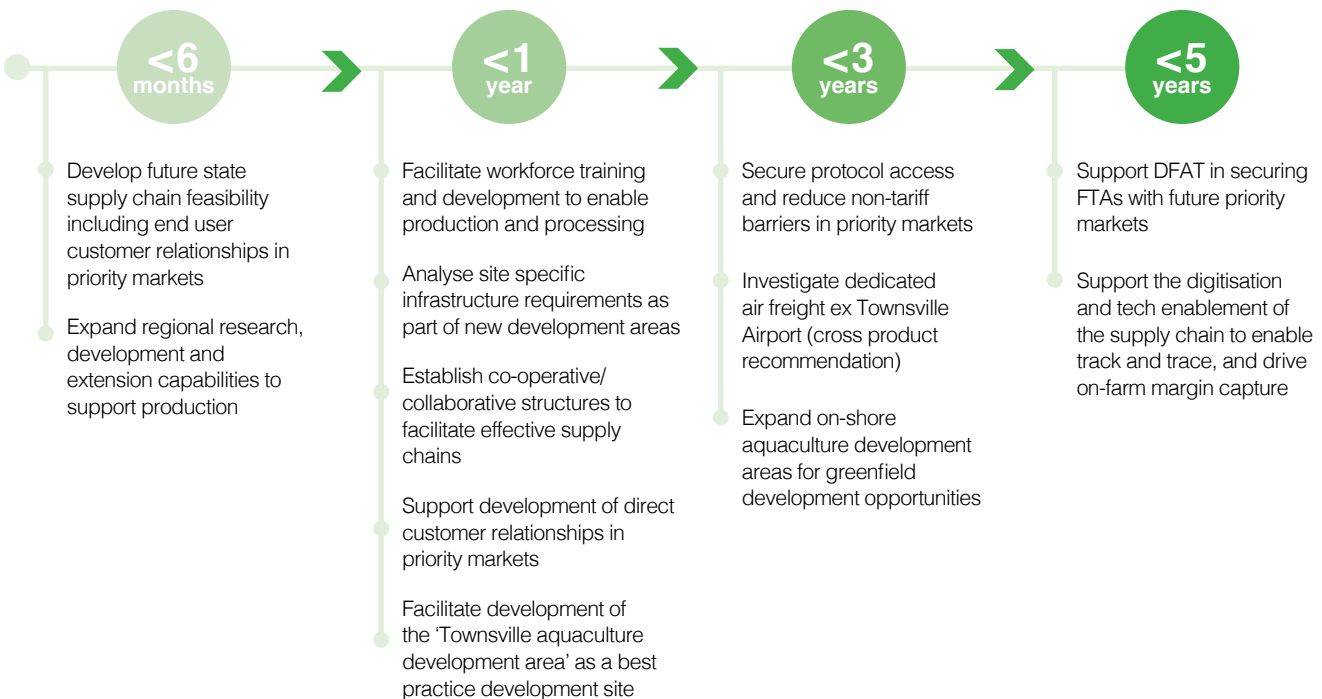 <6
months
Develop future state
supply chain feasibility
including end user
customer relationships in
priority markets
Expand regional research,
development and
extension capabilities to
support production
<1
year
Facilitate workforce training
and development to enable
production and processing
Analyse site specific
infrastructure requirements as
part of new development areas
Establish co-operative/
collaborative structures to
facilitate effective supply
chains
Support development of direct
customer relationships in
priority markets
Facilitate development of
the ‘Townsville aquaculture
development area’ as a best
practice development site
<3
years
Secure protocol access
and reduce non-tariff
barriers in priority markets
Investigate dedicated
air freight ex Townsville
Airport (cross product
recommendation)
Expand on-shore
aquaculture development
areas for greenfield
development opportunities
<5
years
Support DFAT in securing
FTAs with future priority
markets
Support the digitisation
and tech enablement of
the supply chain to enable
track and trace, and drive
on-farm margin capture